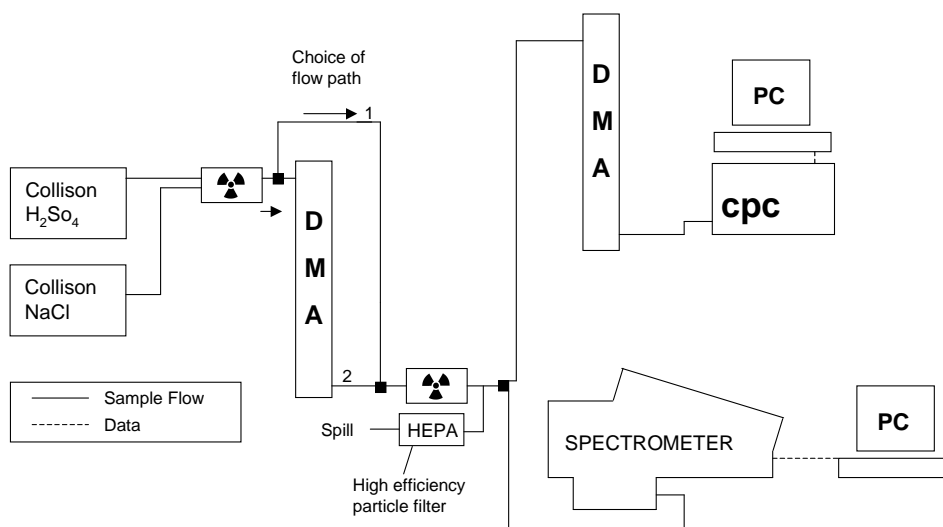 Choice of
flow path
1
Collison
H₂So₄
Collison
NaCl
D
M
A
2
D
M
A
PC
cpc
Sample Flow
Data
Spill
HEPA
High efficiency
particle filter
SPECTROMETER
PC